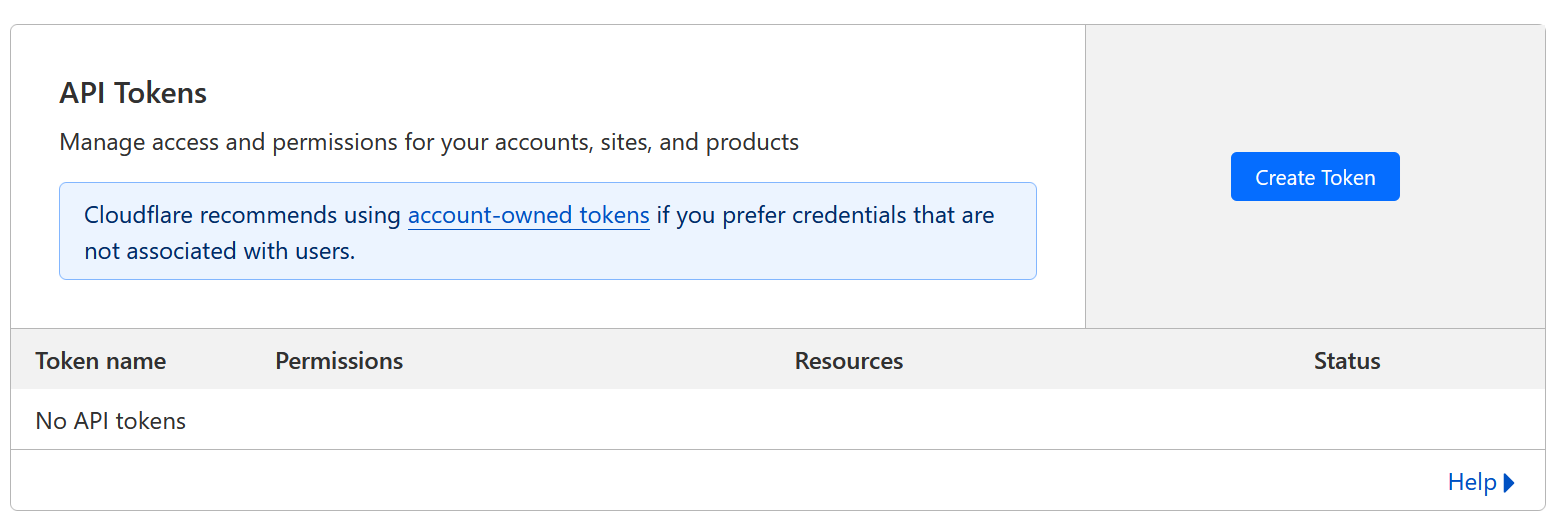 API Tokens
Manage access and permissions for your accounts, sites, and products
Create Token
Cloudflare recommends using account-owned tokens if you prefer credentials that are
not associated with users.
Token name Permissions Resources Status
No API tokens
Help